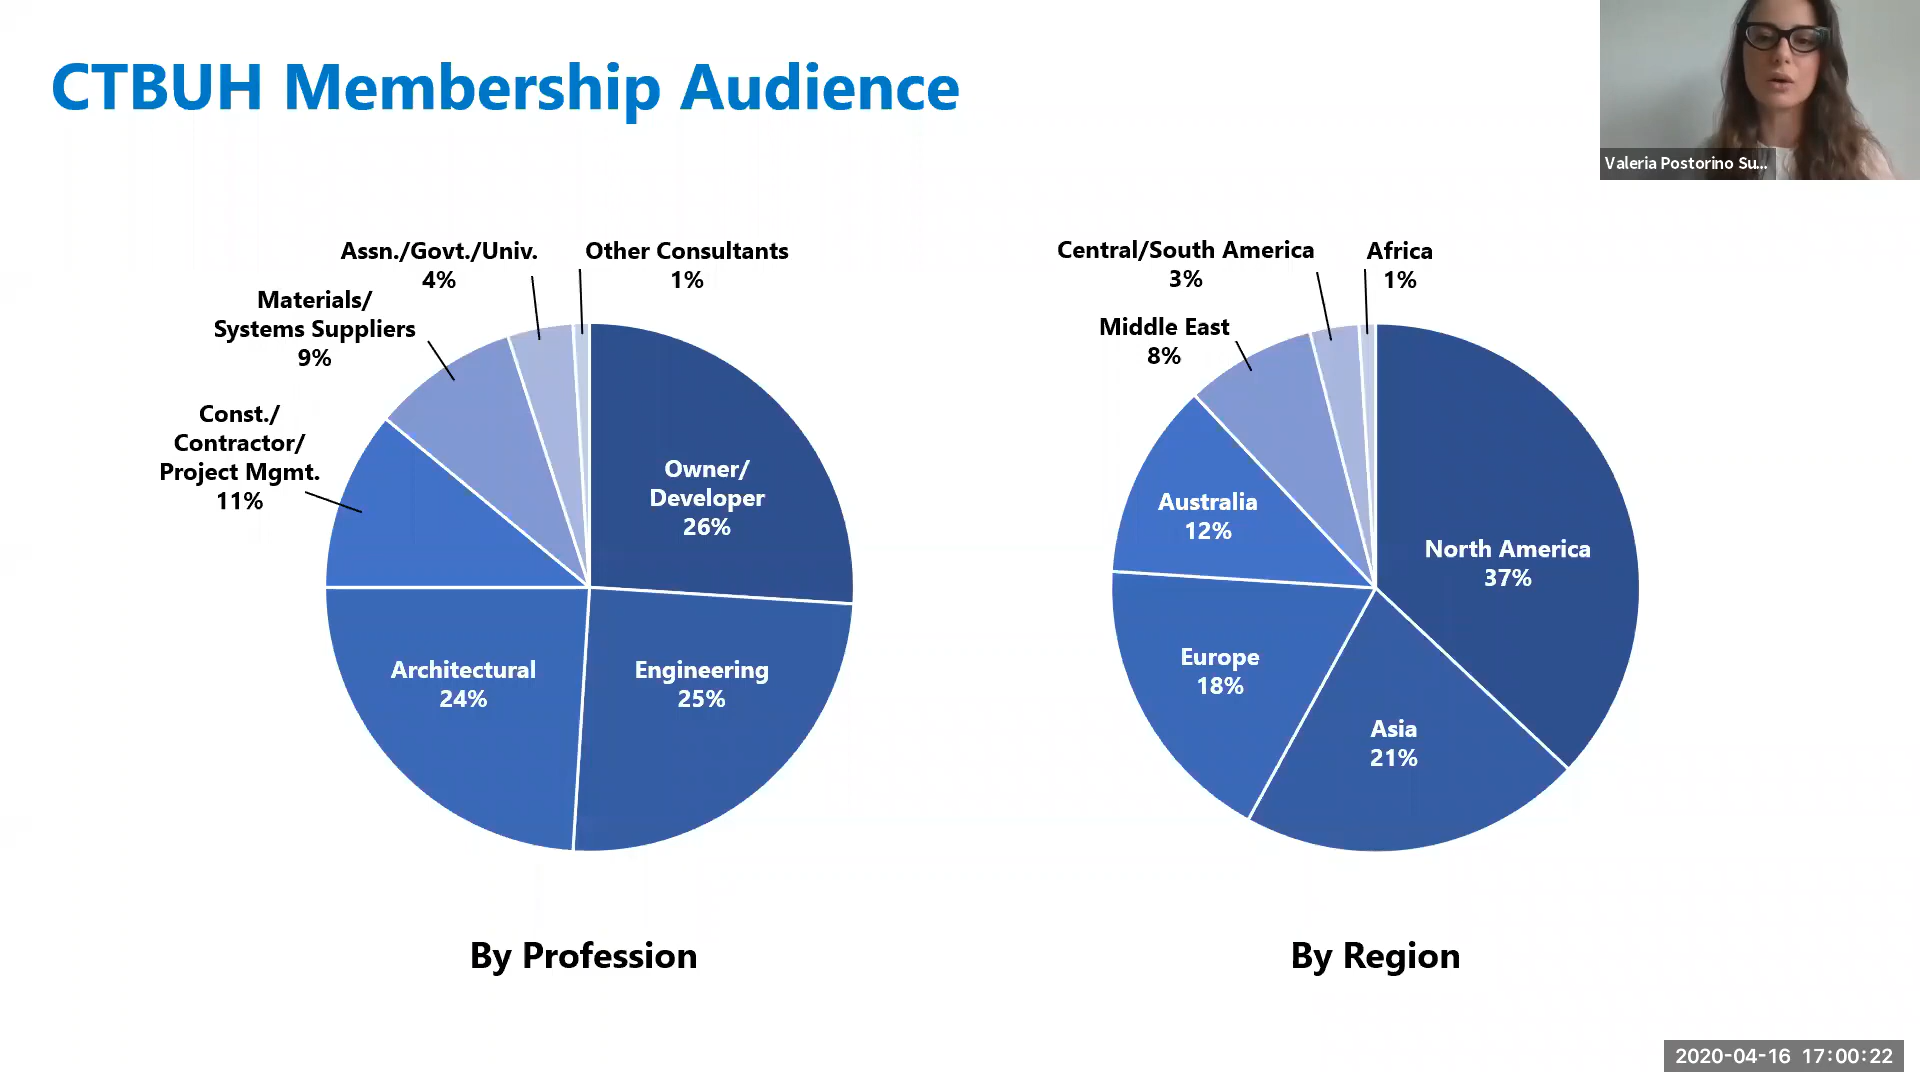 CTBUH Membership Audience
Valeria Postorino Su...
Assn./Govt./Univ.
4%
Other Consultants
1%
Materials/
Systems Suppliers
9%
Const./
Contractor/
Project Mgmt.
11%
Owner/
Developer
26%
Architectural
24%
Engineering
25%
By Profession
Central/South America
3%
Africa
1%
Middle East
8%
Australia
12%
North America
37%
Europe
18%
Asia
21%
By Region
2020-04-16 17:00:22